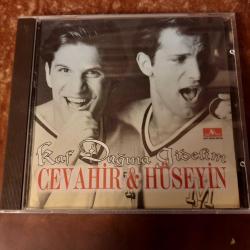 Kaf Dağına Gidelim
CEVAHİR & HÜSEYİN